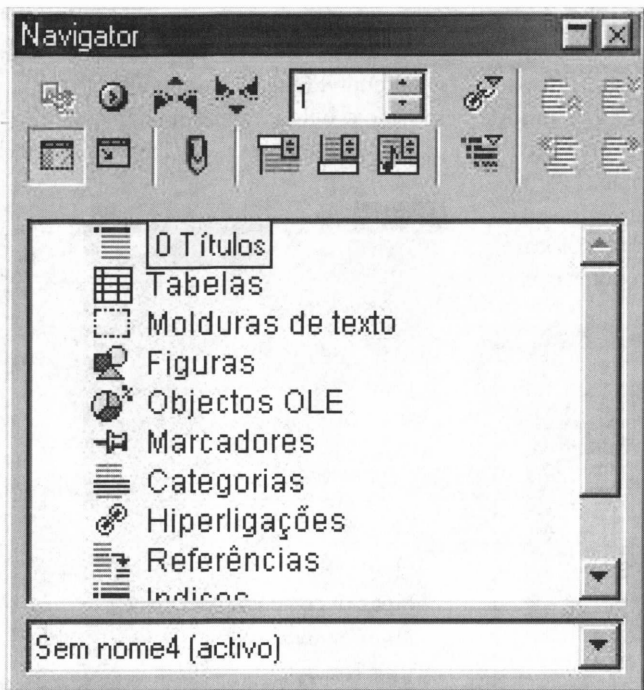 Navigator
1
0 Títulos
Tabelas
Molduras de texto
Figuras
Objectos OLE
Marcadores
Categorias
Hiperligações
Referências
Sem nome4 (activo)